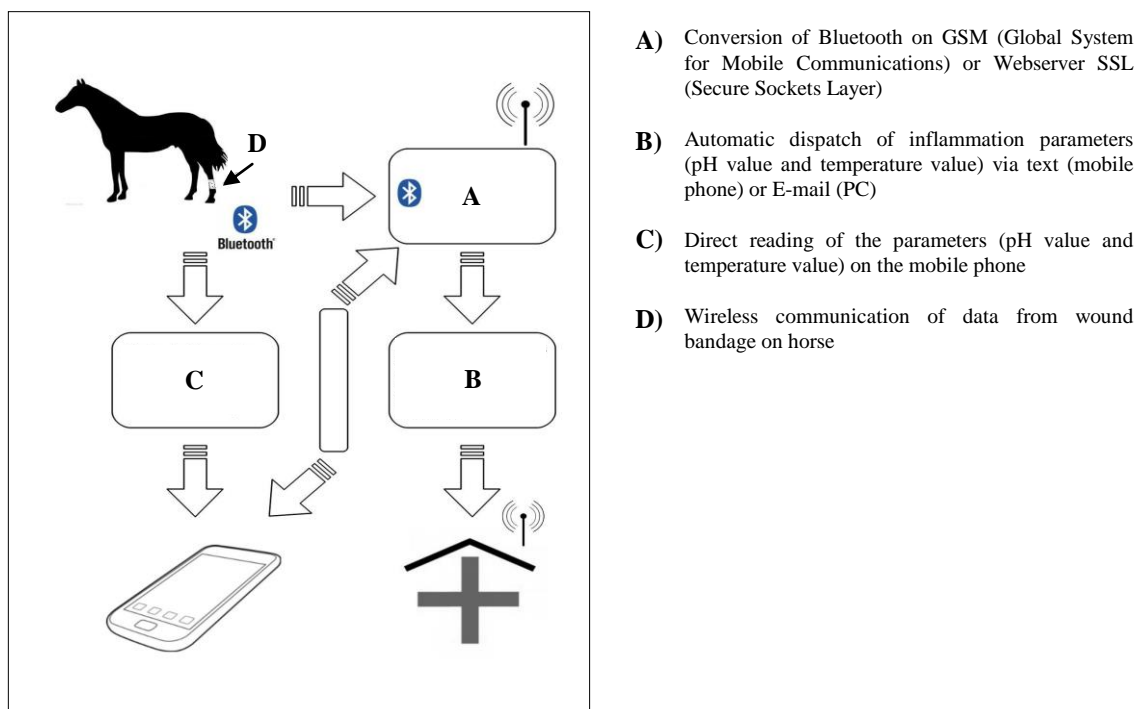 D
Bluetooth
A
C
B
A) Conversion of Bluetooth on GSM (Global System
for Mobile Communications) or Webserver SSL
(Secure Sockets Layer)
B) Automatic dispatch of inflammation parameters
(pH value and temperature value) via text (mobile
phone) or E-mail (PC)
C) Direct reading of the parameters (pH value and
temperature value) on the mobile phone
D) Wireless communication of data from wound
bandage on horse